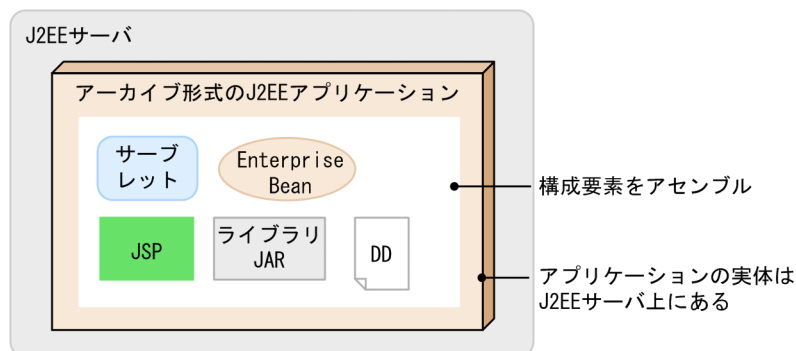 J2EEサーバ
アーカイブ形式のJ2EEアプリケーション
サーブ
レット
Enterprise
Bean
構成要素をアセンブル
JSP
ライブラリ
JAR
DD
アプリケーションの実体は
J2EEサーバ上にある